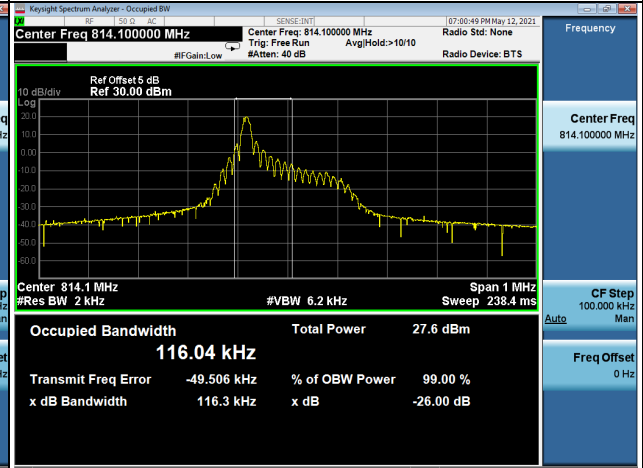 Keysight Spectrum Analyzer - Occupied BW
RF 50 Ω AC SENSE:INT 07:00:49 PM May 12, 2021
Center Freq 814.100000 MHz
Center Freq: 814.100000 MHz
Radio Std: None
Trig: Free Run Avg|Hold:>10/10
#IFGain:Low #Atten: 40 dB
Radio Device: BTS
Frequency
Ref Offset 5 dB
10 dB/div Ref 30.00 dBm
Log
20.0
10.0
0.00
-10.0
-20.0
-30.0
-40.0
-50.0
-60.0
Center 814.1 MHz Span 1 MHz
#Res BW 2 kHz #VBW 6.2 kHz Sweep 238.4 ms
Occupied Bandwidth Total Power 27.6 dBm
116.04 kHz
Transmit Freq Error -49.506 kHz % of OBW Power 99.00 %
x dB Bandwidth 116.3 kHz x dB -26.00 dB
Center Freq
814.100000 MHz
CF Step
100.000 kHz
Auto Man
Freq Offset
0 Hz